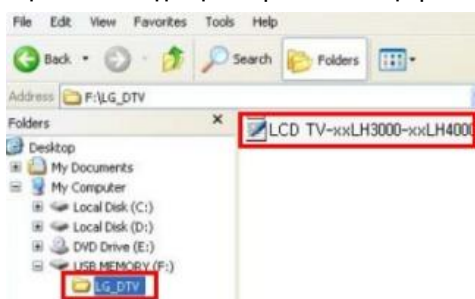 File Edit View Favorites Tools Help
Back Search Folders
Address F:\LG_DTV
Folders x
LCD TV-xxLH3000-xxLH4000
Desktop
My Documents
My Computer
Local Disk (C:)
Local Disk (D:)
DVD Drive (E:)
USB MEMORY (F:)
LG_DTV